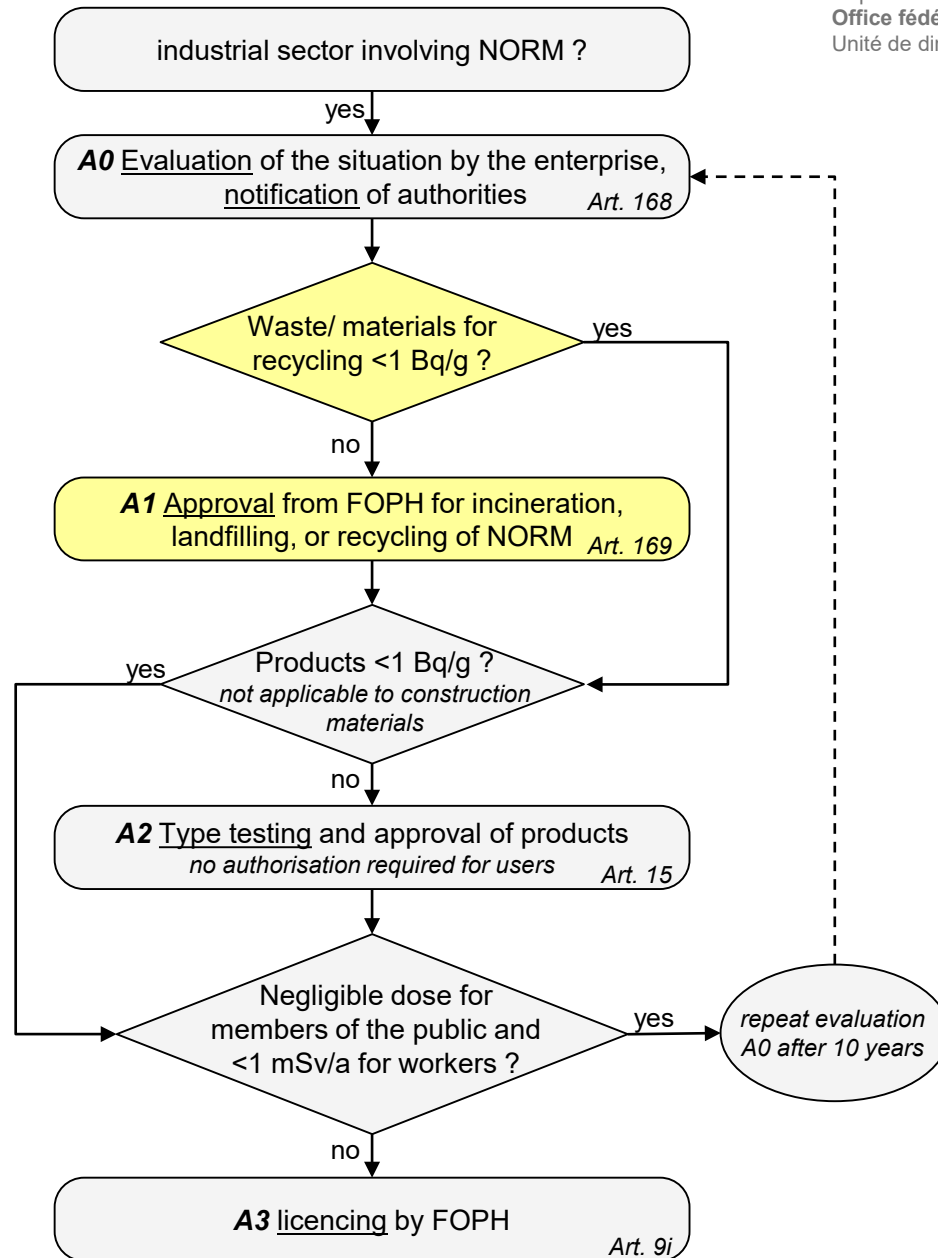 Office fédé
Unité de dir
industrial sector involving NORM ?
yes
A0 Evaluation of the situation by the enterprise,
notification of authorities
Art. 168
Waste/ materials for
recycling <1 Bq/g ?
yes
no
A1 Approval from FOPH for incineration,
landfilling, or recycling of NORM
Art. 169
yes
Products <1 Bq/g ?
not applicable to construction
materials
no
A2 Type testing and approval of products
no authorisation required for users
Art. 15
Negligible dose for
members of the public and
<1 mSv/a for workers ?
yes
repeat evaluation
A0 after 10 years
no
A3 licencing by FOPH
Art. 9i